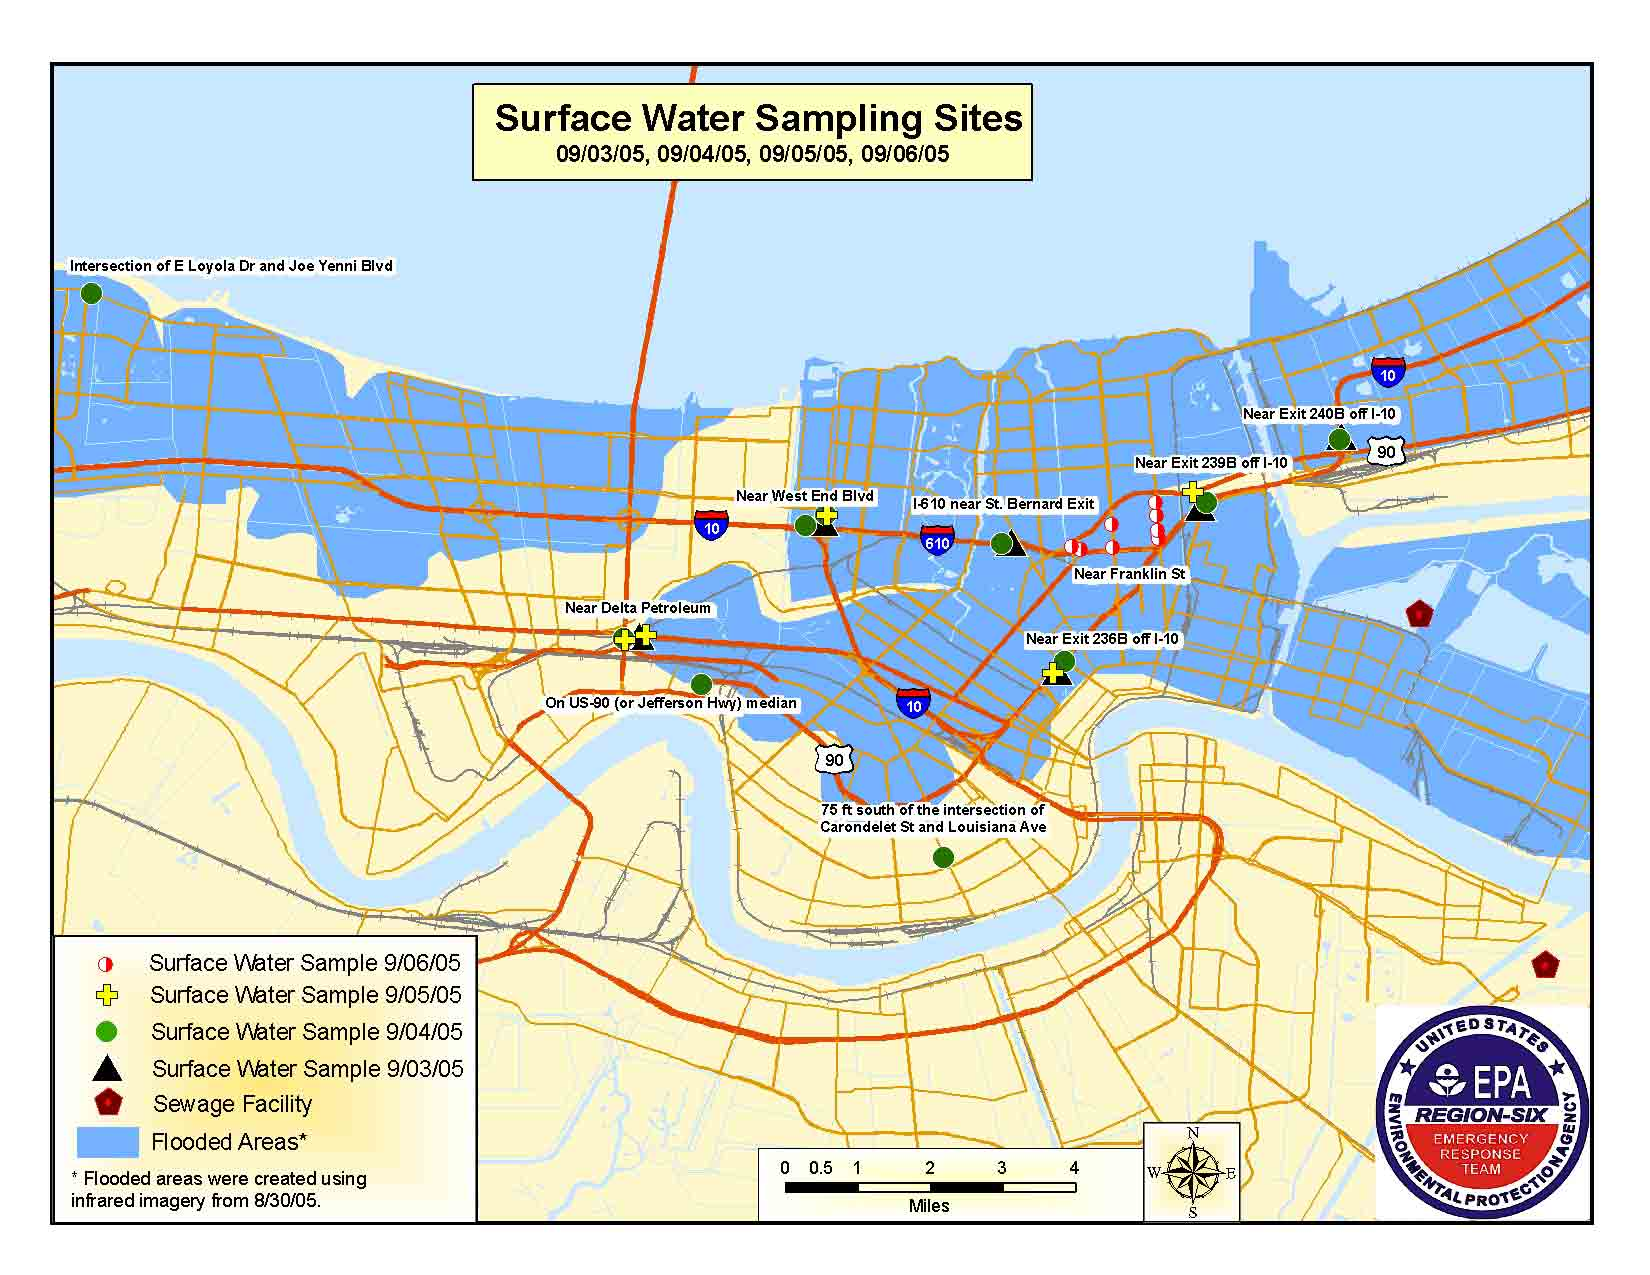 Surface Water Sampling Sites
09/03/05, 09/04/05, 09/05/05, 09/06/05
Intersection of E Loyola Dr and Joe Yenni Blvd
10
Near Exit 240B off I-10
90
Near Exit 239B off I-10
Near West End Blvd
I-610 near St. Bernard Exit
10
610
Near Franklin St
Near Delta Petroleum
Near Exit 236B off I-10
On US-90 (or Jefferson Hwy) median
10
90
75 ft south of the intersection of
Carondelet St and Louisiana Ave
Surface Water Sample 9/06/05
Surface Water Sample 9/05/05
Surface Water Sample 9/04/05
Surface Water Sample 9/03/05
Sewage Facility
Flooded Areas*
* Flooded areas were created using
infrared imagery from 8/30/05.
0 0.5 1 2 3 4
Miles
N
W E
S
UNITED STATES
ENVIRONMENTAL PROTECTION AGENCY
EPA
REGION-SIX
EMERGENCY
RESPONSE
TEAM